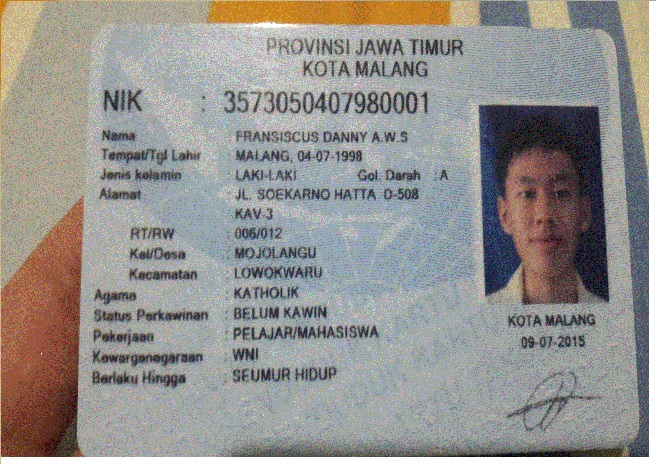 PROVINSI JAWA TIMUR
KOTA MALANG
NIK : 3573050407980001
Nama : FRANSISCUS DANNY A.W.S
Tempat/Tgl Lahir : MALANG, 04-07-1998
Jenis kelamin : LAKI-LAKI Gol. Darah : A
Alamat : JL. SOEKARNO HATTA D-508
KAV-3
RT/RW : 006/012
Kel/Desa : MOJOLANGU
Kecamatan : LOWOKWARU
Agama : KATHOLIK
Status Perkawinan : BELUM KAWIN
Pekerjaan : PELAJAR/MAHASISWA
Kewarganegaraan : WNI
Berlaku Hingga : SEUMUR HIDUP
KOTA MALANG
09-07-2015